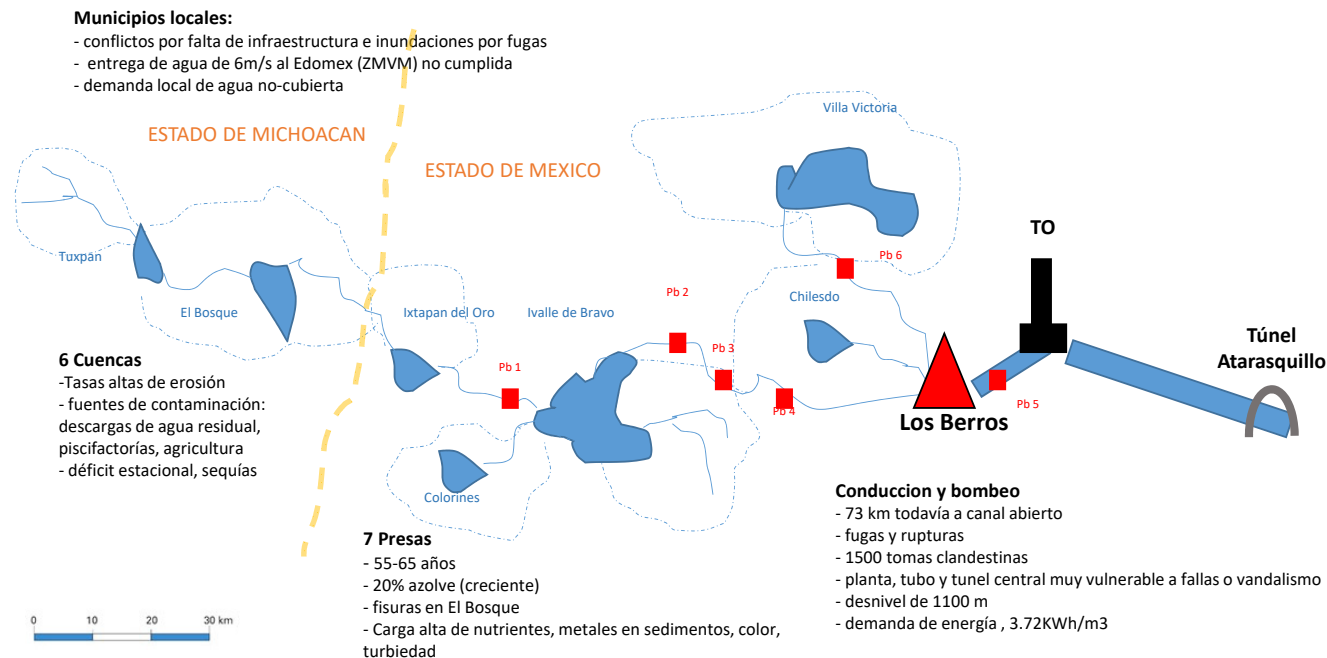 Municipios locales:
- conflictos por falta de infraestructura e inundaciones por fugas
- entrega de agua de 6m/s al Edomex (ZMVM) no cumplida
- demanda local de agua no-cubierta
ESTADO DE MICHOACAN
ESTADO DE MEXICO
Villa Victoria
TO
Tuxpan
Pb 6
Pb 2
Chilesdo
El Bosque
Ixtapan del Oro
Ivalle de Bravo
Túnel
Atarasquillo
Pb 3
Pb 1
Pb 4
Pb 5
Los Berros
6 Cuencas
-Tasas altas de erosión
- fuentes de contaminación:
descargas de agua residual,
piscifactorías, agricultura
- déficit estacional, sequías
Colorines
7 Presas
- 55-65 años
- 20% azolve (creciente)
- fisuras en El Bosque
- Carga alta de nutrientes, metales en sedimentos, color,
turbiedad
Conduccion y bombeo
- 73 km todavía a canal abierto
- fugas y rupturas
- 1500 tomas clandestinas
- planta, tubo y tunel central muy vulnerable a fallas o vandalismo
- desnivel de 1100 m
- demanda de energía , 3.72KWh/m3
0 10 20 30 km